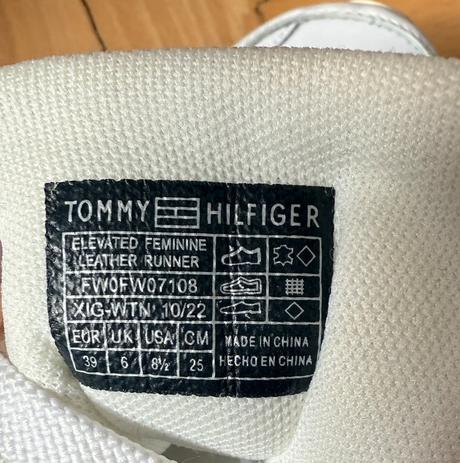 TOMMY HILFIGER
ELEVATED FEMININE
LEATHER RUNNER
FW0FW07108
XIG-WTN 10/22
EUR UK USA CM
39 6 8½ 25
MADE IN CHINA
HECHO EN CHINA